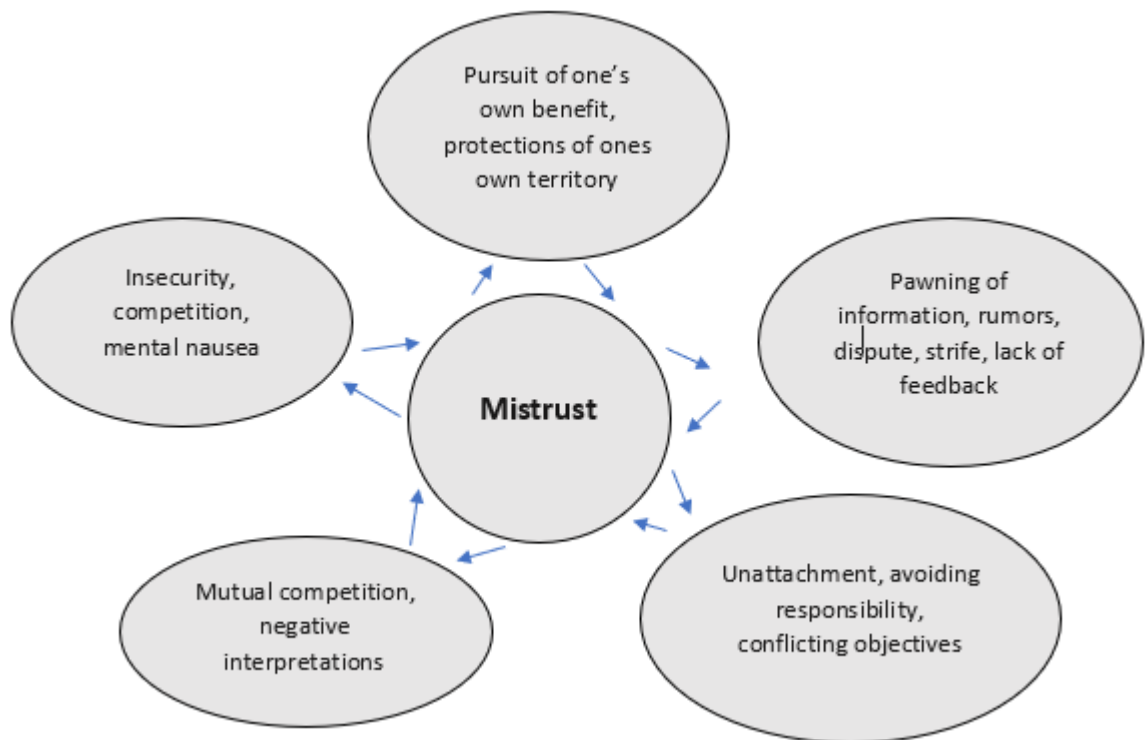 Pursuit of one’s
own benefit,
protections of ones
own territory
Insecurity,
competition,
mental nausea
Pawning of
information, rumors,
dispute, strife, lack of
feedback
Mistrust
Mutual competition,
negative
interpretations
Unattachment, avoiding
responsibility,
conflicting objectives